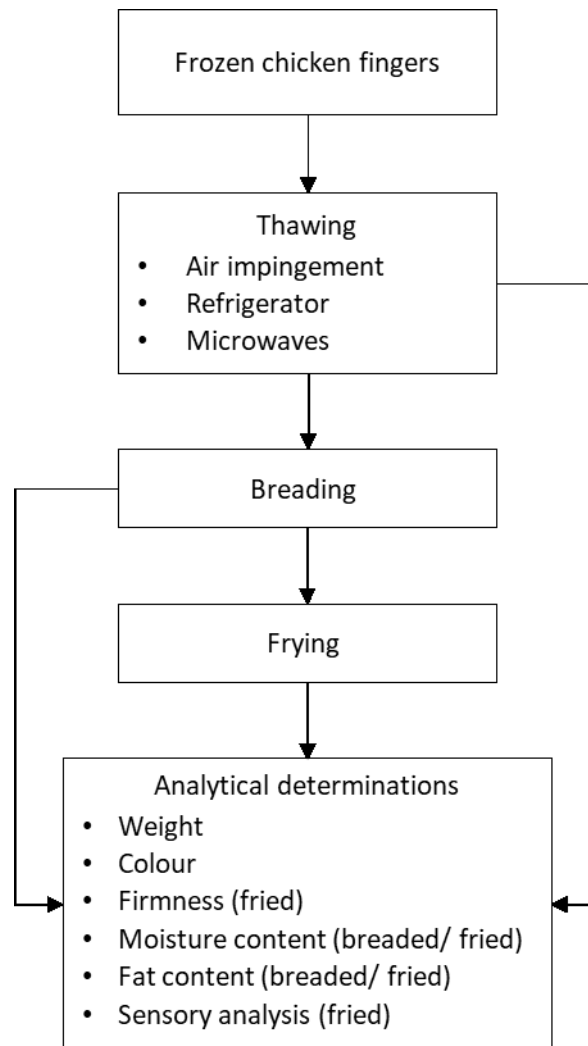 Frozen chicken fingers
Thawing
• Air impingement
• Refrigerator
• Microwaves
Breading
Frying
Analytical determinations
• Weight
• Colour
• Firmness (fried)
• Moisture content (breaded/ fried)
• Fat content (breaded/ fried)
• Sensory analysis (fried)